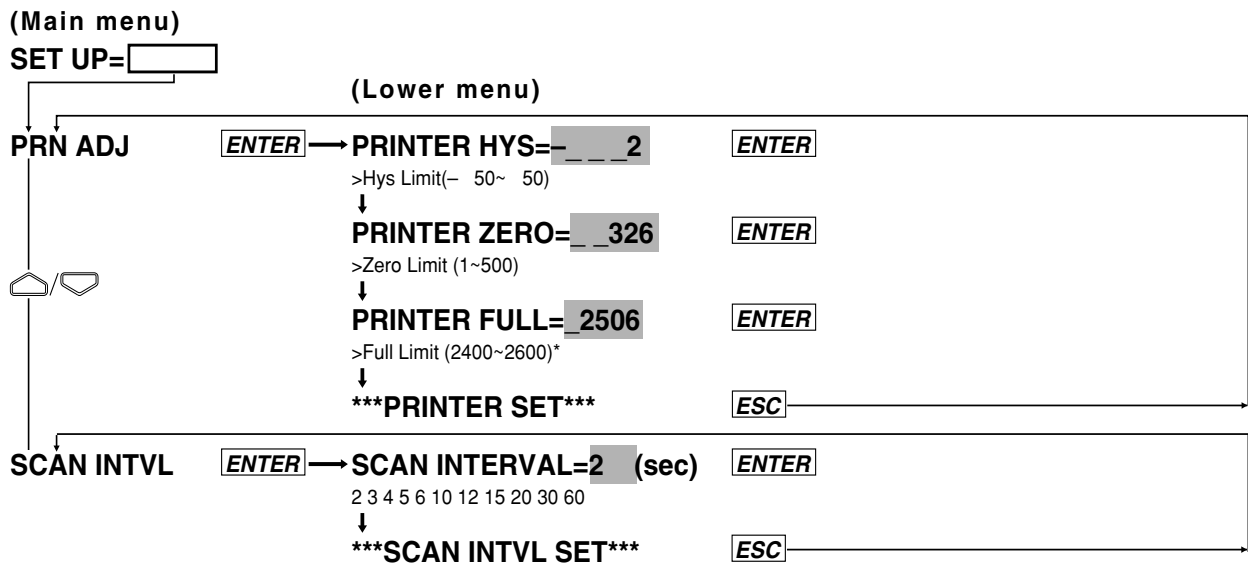 (Main menu)
SET UP=
(Lower menu)
PRN ADJ ENTER PRINTER HYS=–_ _ _2 ENTER
>Hys Limit(– 50~ 50)
PRINTER ZERO=_ _326 ENTER
>Zero Limit (1~500)
/
PRINTER FULL=_2506 ENTER
>Full Limit (2400~2600)*
***PRINTER SET*** ESC
SCAN INTVL ENTER SCAN INTERVAL=2 (sec) ENTER
2 3 4 5 6 10 12 15 20 30 60
***SCAN INTVL SET*** ESC